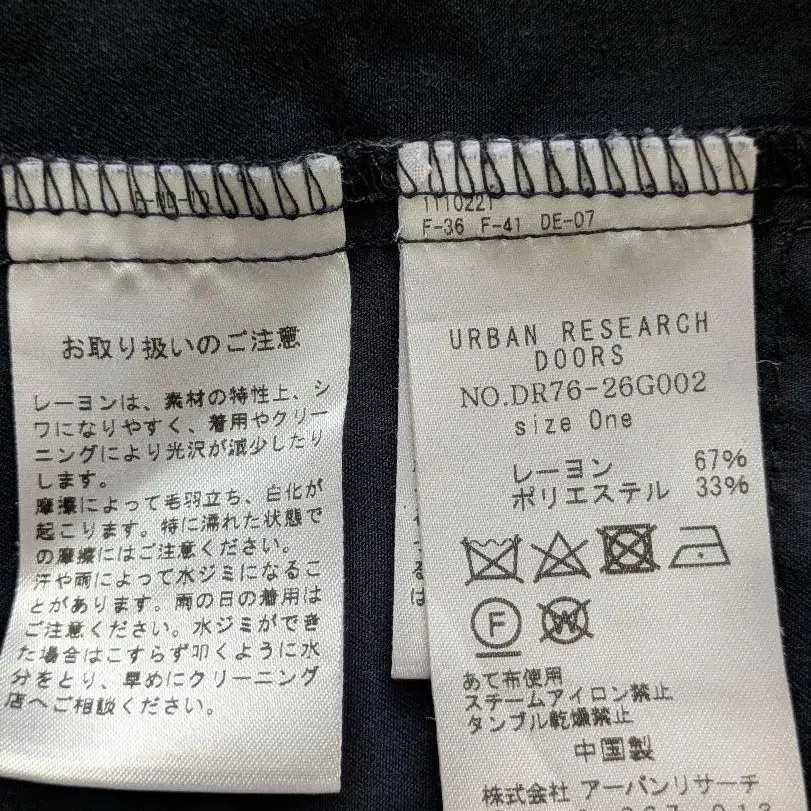 お取り扱いのご注意
レーヨンは、素材の特性上、シ
ワになりやすく、着用やクリー
ニングにより光沢が減少したり
します。
摩擦によって毛羽立ち、白化が
起こります。特に濡れた状態で
の摩擦にはご注意ください。
汗や雨によって水ジミになるこ
とがあります。雨の日の着用は
ご注意ください。水ジミができ
た場合はこすらず叩くように水
分をとり、早めにクリーニング
店へご相談ください。
1110221
F-36 F-41 DE-07
URBAN RESEARCH
DOORS
NO.DR76-26G002
size One
レーヨン 67%
ポリエステル 33%
F
W
あて布使用
スチームアイロン禁止
タンブル乾燥禁止
中国製
株式会社 アーバンリサーチ